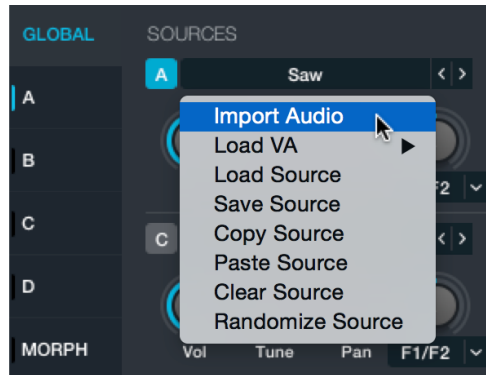 GLOBAL
SOURCES
A
Saw
< >
A
Import Audio
Load VA
B
Load Source
F2
Save Source
C
Copy Source
C
< >
Paste Source
D
Clear Source
Randomize Source
MORPH
Vol
Tune
Pan
F1/F2